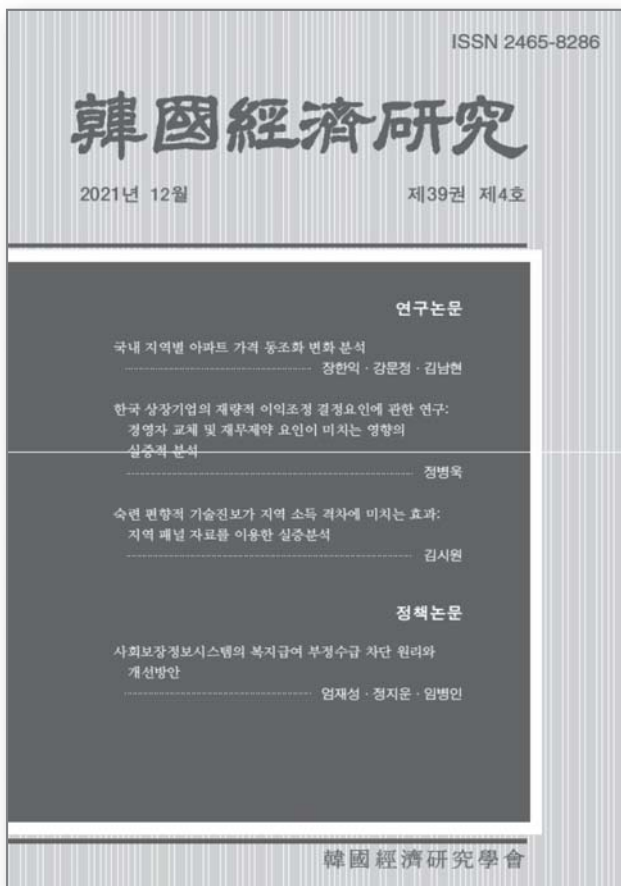 ISSN 2465-8286
韓國經濟研究
2021년 12월 제39권 제4호
연구논문
국내 지역별 아파트 가격 동조화 변화 분석
장한익 · 강문정 · 김남현
한국 상장기업의 재량적 이익조정 결정요인에 관한 연구:
경영자 교체 및 재무제약 요인이 미치는 영향의
실증적 분석
정병욱
숙련 편향적 기술진보가 지역 소득 격차에 미치는 효과:
지역 패널 자료를 이용한 실증분석
김시원
정책논문
사회보장정보시스템의 복지급여 부정수급 차단 원리와
개선방안
엄재성 · 정지운 · 임병인
韓國經濟研究學會